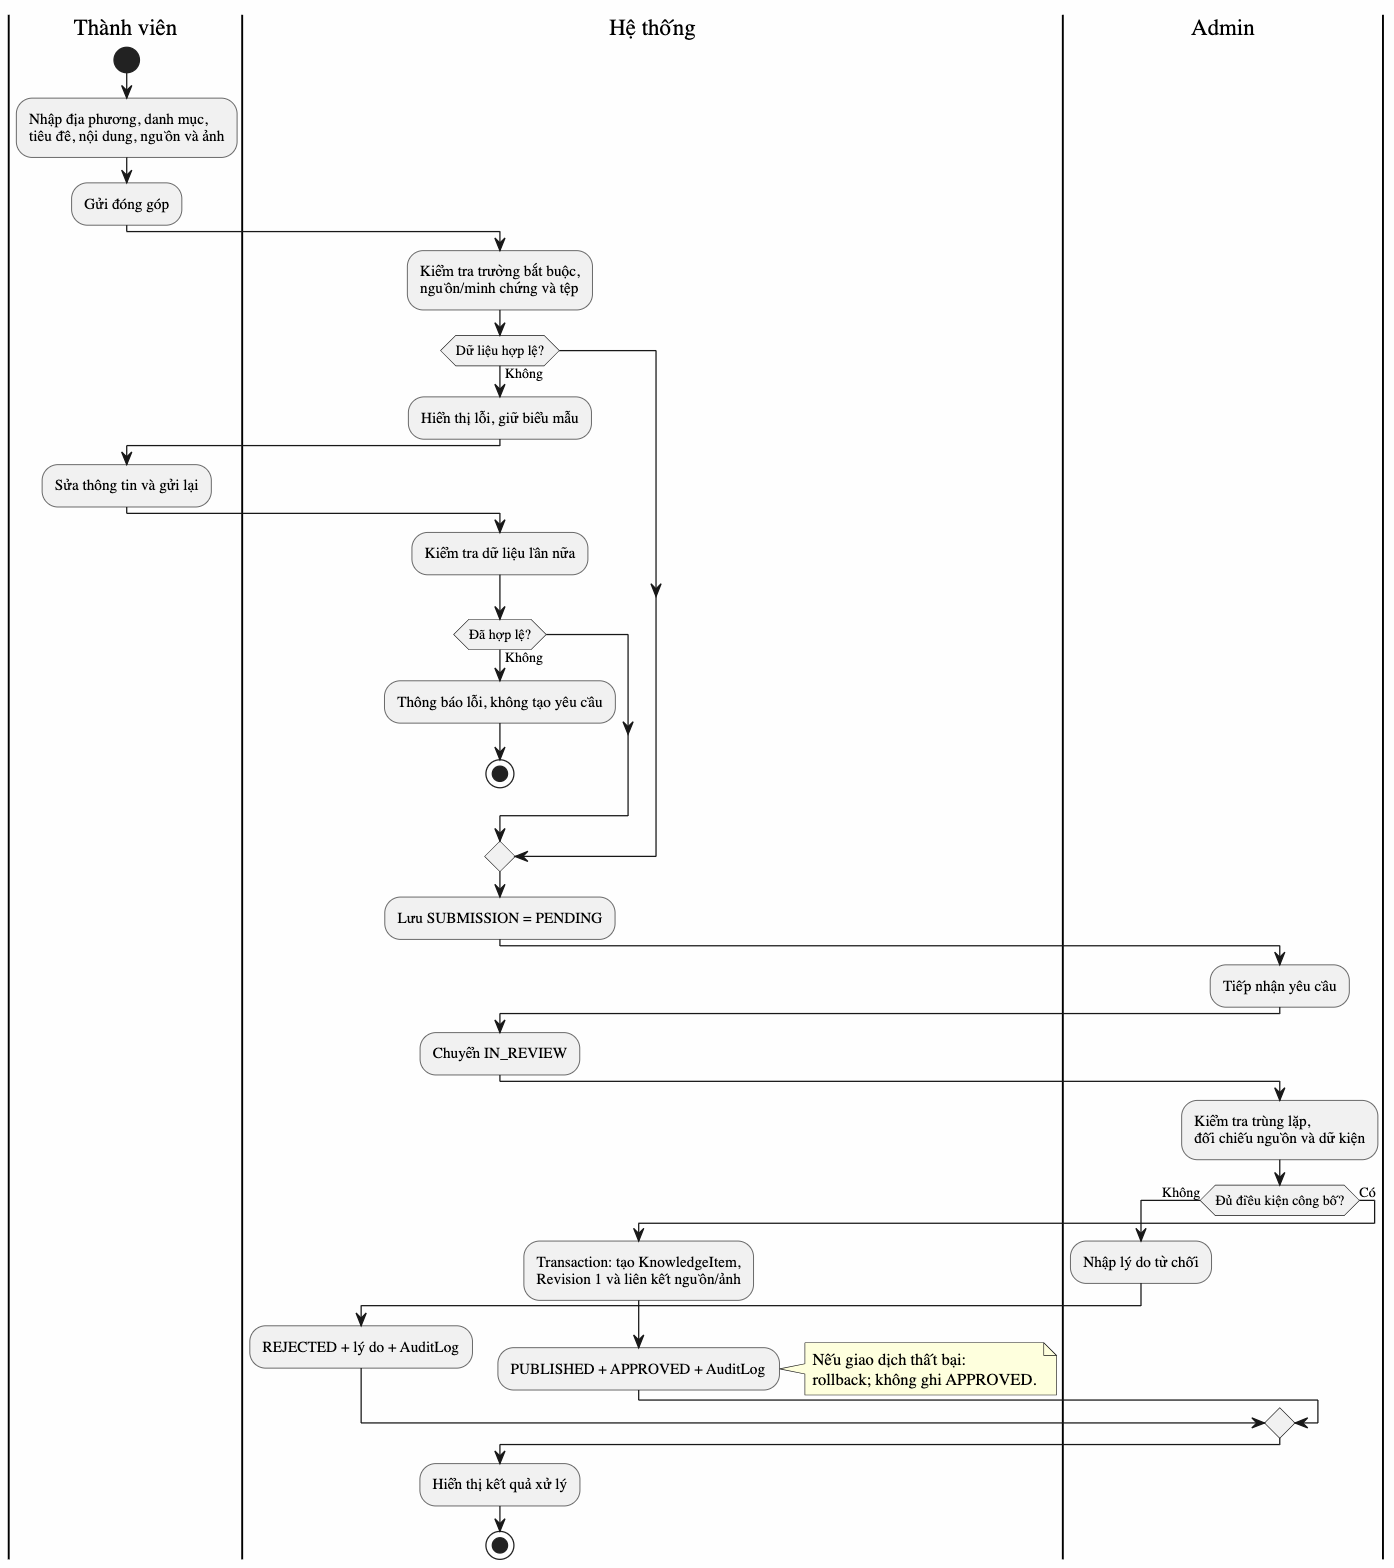 Thành viên
Hệ thống
Admin
Nhập địa phương, danh mục,
tiêu đề, nội dung, nguồn và ảnh
Gửi đóng góp
Kiểm tra trường bắt buộc,
nguồn/minh chứng và tệp
Dữ liệu hợp lệ?
Không
Hiển thị lỗi, giữ biểu mẫu
Sửa thông tin và gửi lại
Kiểm tra dữ liệu lần nữa
Đã hợp lệ?
Không
Thông báo lỗi, không tạo yêu cầu
Lưu SUBMISSION = PENDING
Tiếp nhận yêu cầu
Chuyển IN_REVIEW
Kiểm tra trùng lặp,
đối chiếu nguồn và dữ kiện
Không
Đủ điều kiện công bố?
Có
Transaction: tạo KnowledgeItem,
Revision 1 và liên kết nguồn/ảnh
Nhập lý do từ chối
REJECTED + lý do + AuditLog
PUBLISHED + APPROVED + AuditLog
Nếu giao dịch thất bại:
rollback; không ghi APPROVED.
Hiển thị kết quả xử lý